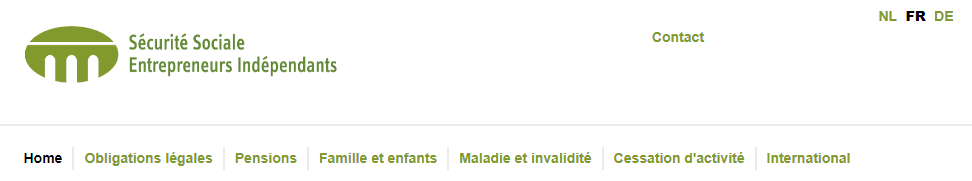 NL FR DE
Contact
Sécurité Sociale
Entrepreneurs Indépendants
Home Obligations légales Pensions Famille et enfants Maladie et invalidité Cessation d'activité International